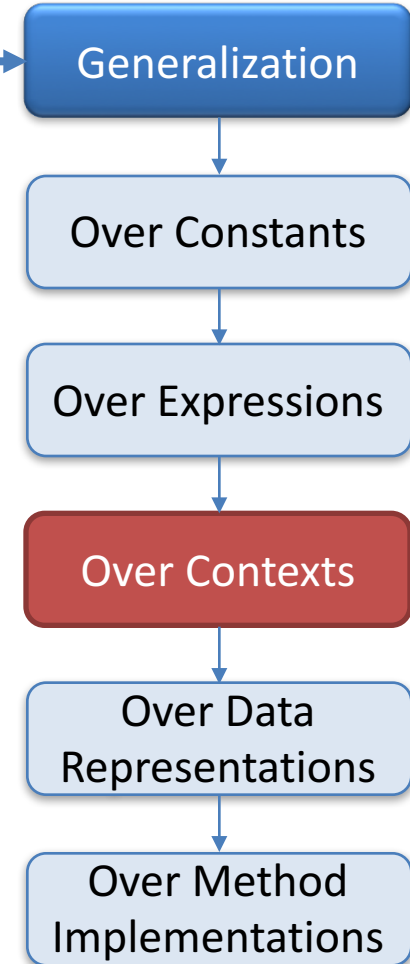 Generalization
Over Constants
Over Expressions
Over Contexts
Over Data
Representations
Over Method
Implementations